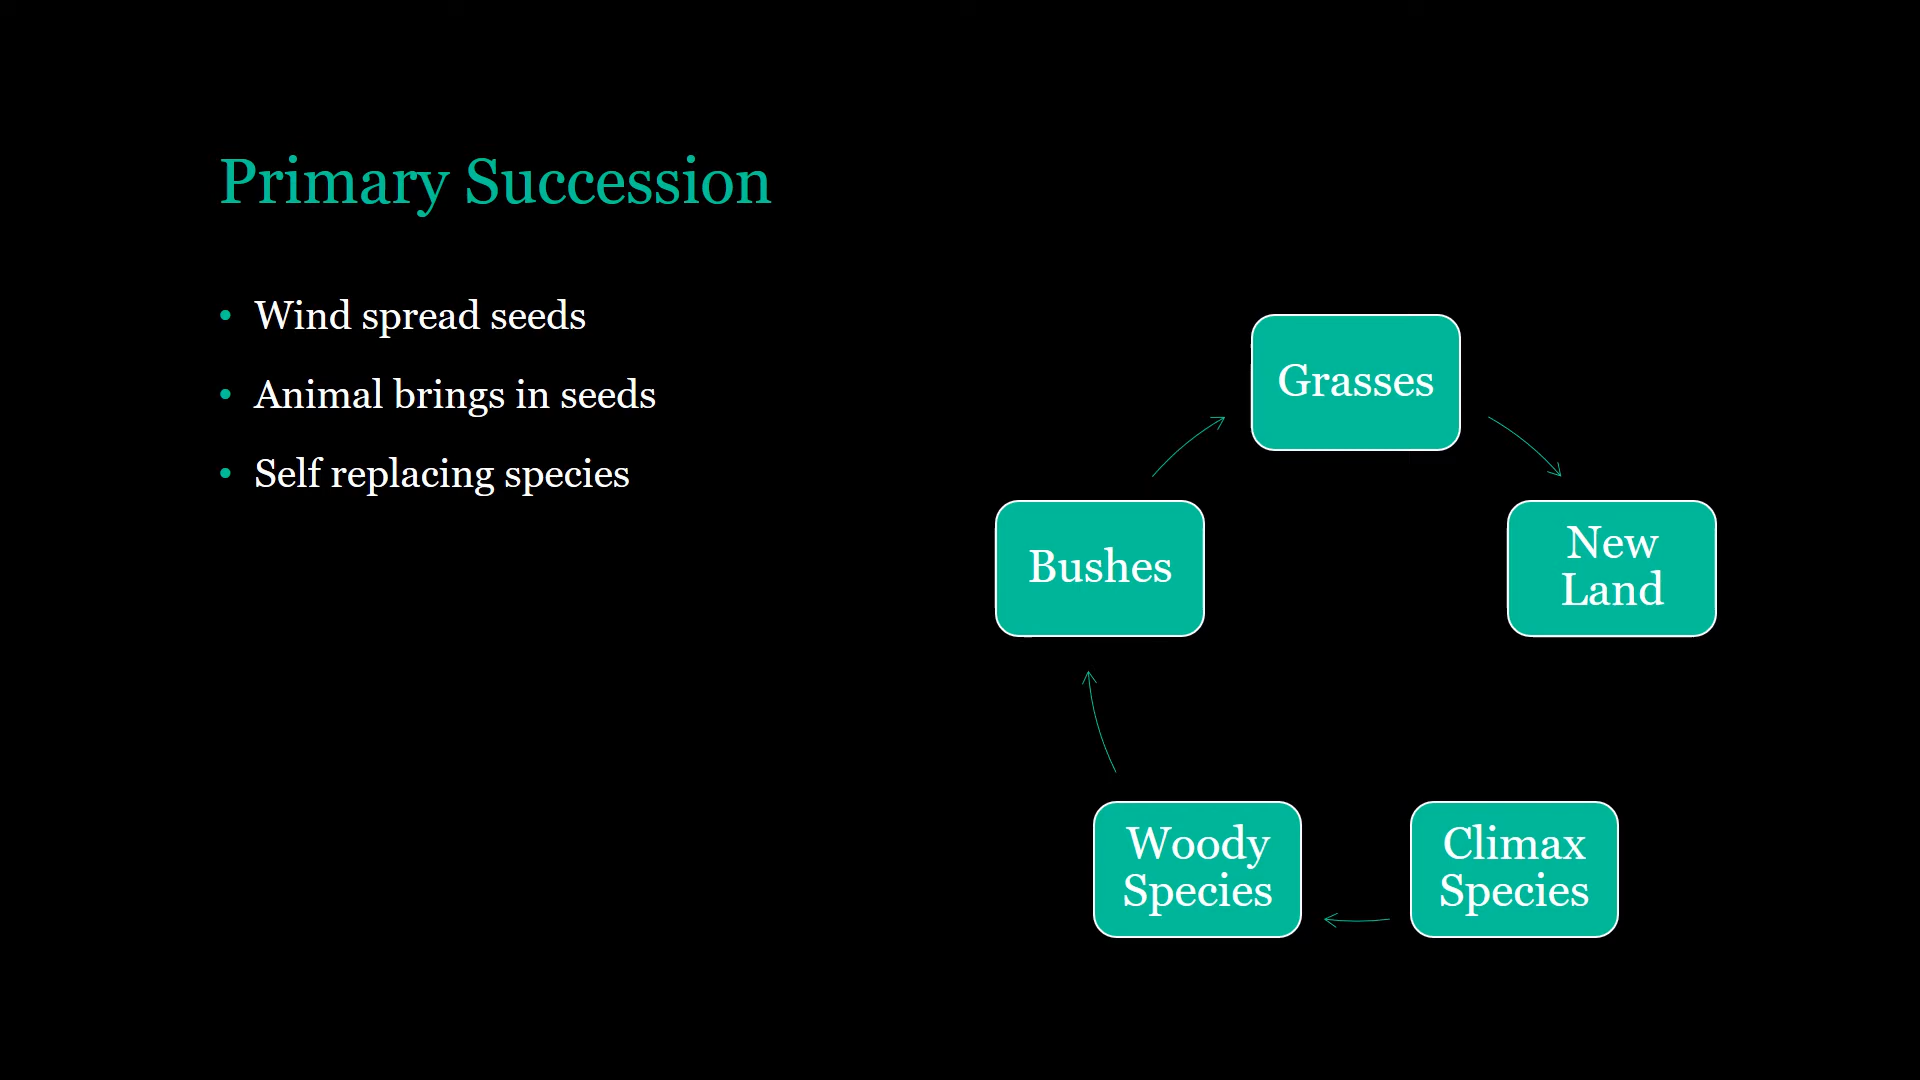 Primary Succession
• Wind spread seeds
• Animal brings in seeds
• Self replacing species
Grasses
New
Land
Bushes
Woody
Species
Climax
Species